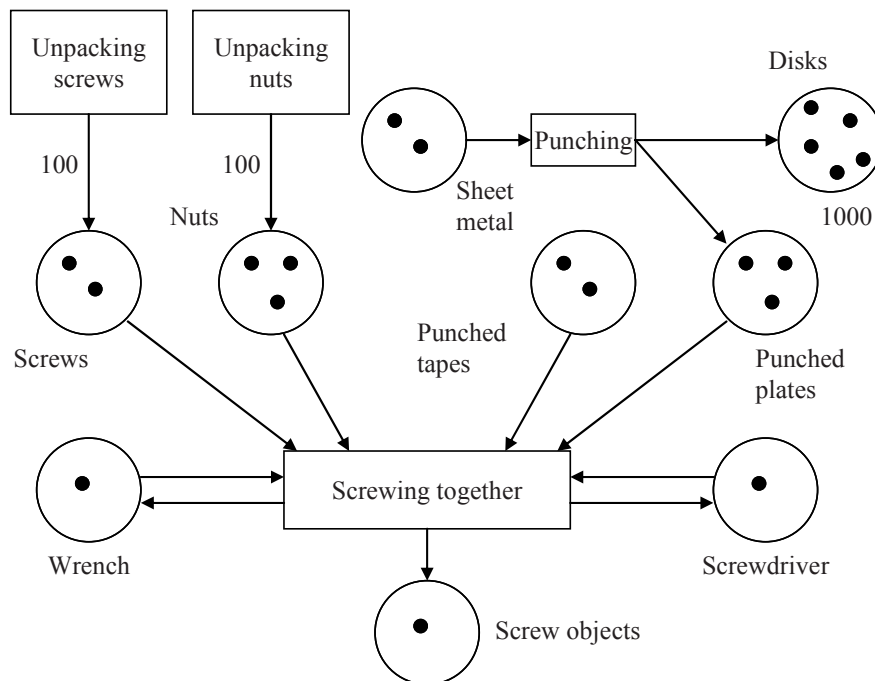 Unpacking
screws
Unpacking
nuts
Disks
Punching
100
100
Sheet
metal
1000
Nuts
Screws
Punched
tapes
Punched
plates
Screwing together
Wrench
Screwdriver
Screw objects